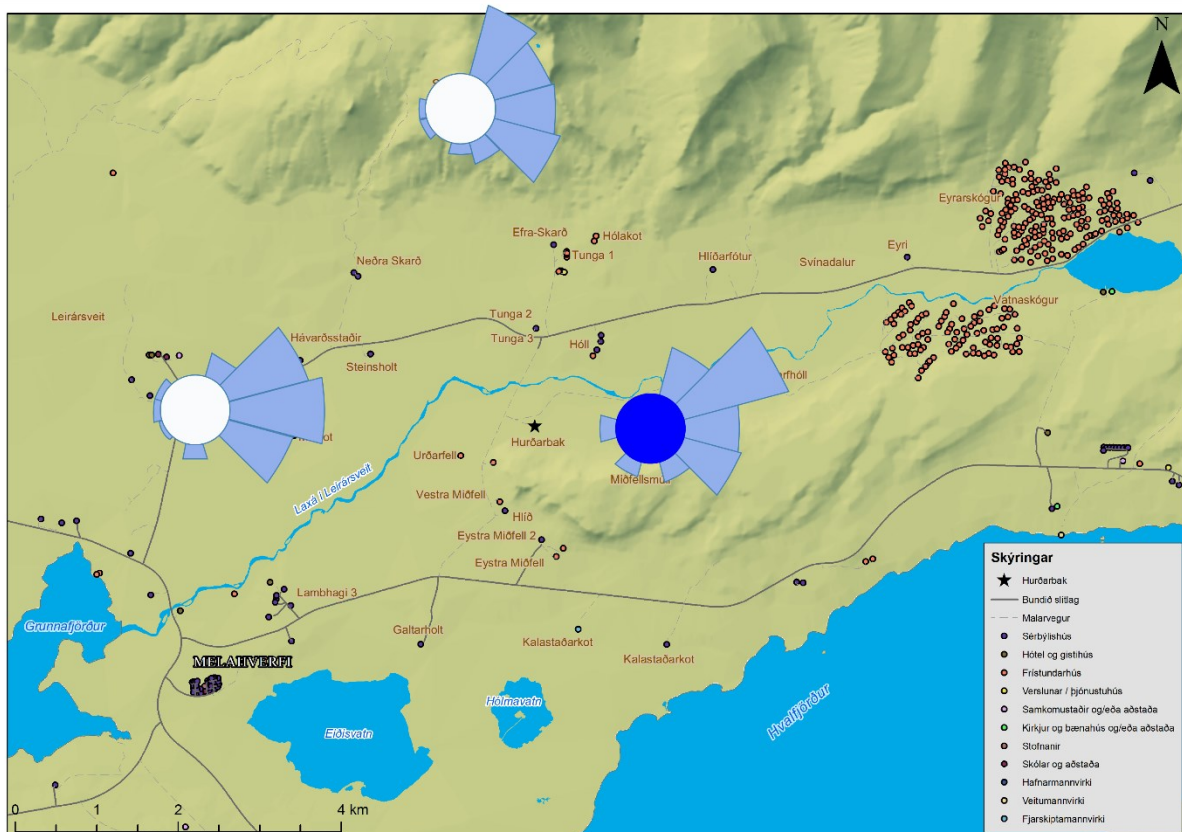 N
Eyrarskógur
Efra-Skarð
Hólakot
Tunga 1
Neðra Skarð
Hlíðarfótur
Svínadalur
Eyri
Vatnaskógur
Leirársveit
Tunga 2
Tunga 3
Hávarðsstaðir
Steinsholt
Hóll
Hurðarbak
Urðarfell
Laxá í Leirársveit
Vestra Miðfell
Hlíð
Eystra Miðfell 2
Eystra Miðfell
Lambhagi 3
Grunnafjörður
Galtarholt
Kalastaðarkot
Kalastaðarkot
MELAHVERFI
Hólmavatn
Eiðisvatn
Hvalfjörður
0 1 2 4 km
Skýringar
Hurðarbak
Bundið slitlag
Malarvegur
Sérbýlishús
Hótel og gistihús
Frístundarhús
Verslunar / þjónustuhús
Samkomustaðir og/eða aðstaða
Kirkjur og bænahús og/eða aðstaða
Stofnanir
Skólar og aðstaða
Hafnarmannvirki
Veitumannvirki
Fjarskiptamannvirki